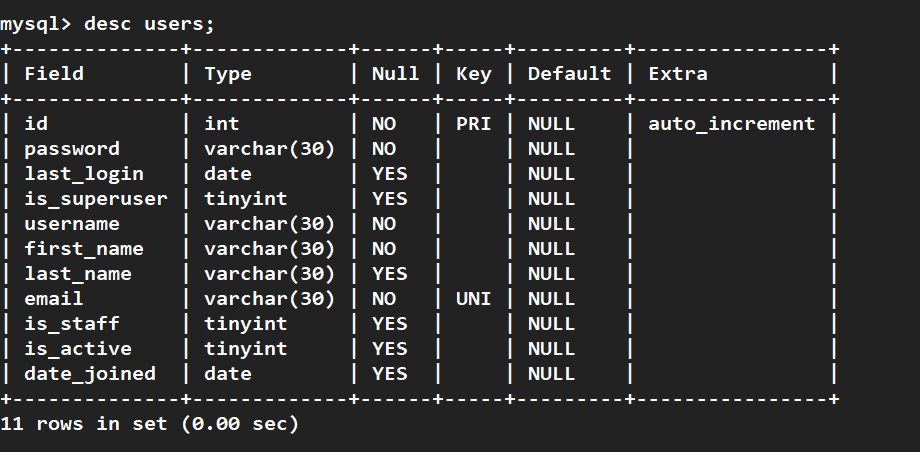 mysql> desc users;
+--------------+-------------+------+-----+---------+----------------+
| Field        | Type        | Null | Key | Default | Extra          |
+--------------+-------------+------+-----+---------+----------------+
| id           | int         | NO   | PRI | NULL    | auto_increment |
| password     | varchar(30) | NO   |     | NULL    |                |
| last_login   | date        | YES  |     | NULL    |                |
| is_superuser | tinyint     | YES  |     | NULL    |                |
| username     | varchar(30) | NO   |     | NULL    |                |
| first_name   | varchar(30) | NO   |     | NULL    |                |
| last_name    | varchar(30) | YES  |     | NULL    |                |
| email        | varchar(30) | NO   | UNI | NULL    |                |
| is_staff     | tinyint     | YES  |     | NULL    |                |
| is_active    | tinyint     | YES  |     | NULL    |                |
| date_joined  | date        | YES  |     | NULL    |                |
+--------------+-------------+------+-----+---------+----------------+
11 rows in set (0.00 sec)